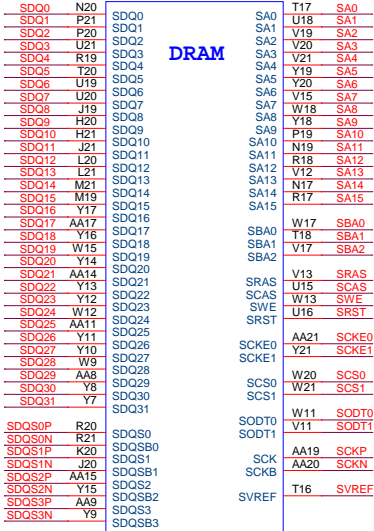 DRAM
SDQ0 N20 SDQ0 SA0 T17 SA0
SDQ1 P21 SDQ1 SA1 U18 SA1
SDQ2 P20 SDQ2 SA2 V19 SA2
SDQ3 U21 SDQ3 SA3 V20 SA3
SDQ4 R19 SDQ4 SA4 V21 SA4
SDQ5 T20 SDQ5 SA5 Y19 SA5
SDQ6 U19 SDQ6 SA6 Y20 SA6
SDQ7 U20 SDQ7 SA7 V15 SA7
SDQ8 J19 SDQ8 SA8 W18 SA8
SDQ9 H20 SDQ9 SA9 Y18 SA9
SDQ10 H21 SDQ10 SA10 P19 SA10
SDQ11 J21 SDQ11 SA11 N19 SA11
SDQ12 L20 SDQ12 SA12 R18 SA12
SDQ13 L21 SDQ13 SA13 V12 SA13
SDQ14 M21 SDQ14 SA14 N17 SA14
SDQ15 M19 SDQ15 SA15 R17 SA15
SDQ16 Y17 SDQ16
SDQ17 AA17 SDQ17 SBA0 W17 SBA0
SDQ18 Y16 SDQ18 SBA1 T18 SBA1
SDQ19 W15 SDQ19 SBA2 V17 SBA2
SDQ20 Y14 SDQ20
SDQ21 AA14 SDQ21 SRAS V13 SRAS
SDQ22 Y13 SDQ22 SCAS U15 SCAS
SDQ23 Y12 SDQ23 SWE W13 SWE
SDQ24 W12 SDQ24 SRST U16 SRST
SDQ25 AA11 SDQ25
SDQ26 Y11 SDQ26 SCKE0 AA21 SCKE0
SDQ27 Y10 SDQ27 SCKE1 Y21 SCKE1
SDQ28 W9 SDQ28
SDQ29 AA8 SDQ29 SCS0 W20 SCS0
SDQ30 Y8 SDQ30 SCS1 W21 SCS1
SDQ31 Y7 SDQ31
SODT0 W11 SODT0
SDQS0P R20 SDQS0 SODT1 V11 SODT1
SDQS0N R21 SDQSB0
SDQS1P K20 SDQS1 SCK AA19 SCKP
SDQS1N J20 SDQSB1 SCKB AA20 SCKN
SDQS2P AA15 SDQS2
SDQS2N Y15 SDQSB2 SVREF T16 SVREF
SDQS3P AA9 SDQS3
SDQS3N Y9 SDQSB3